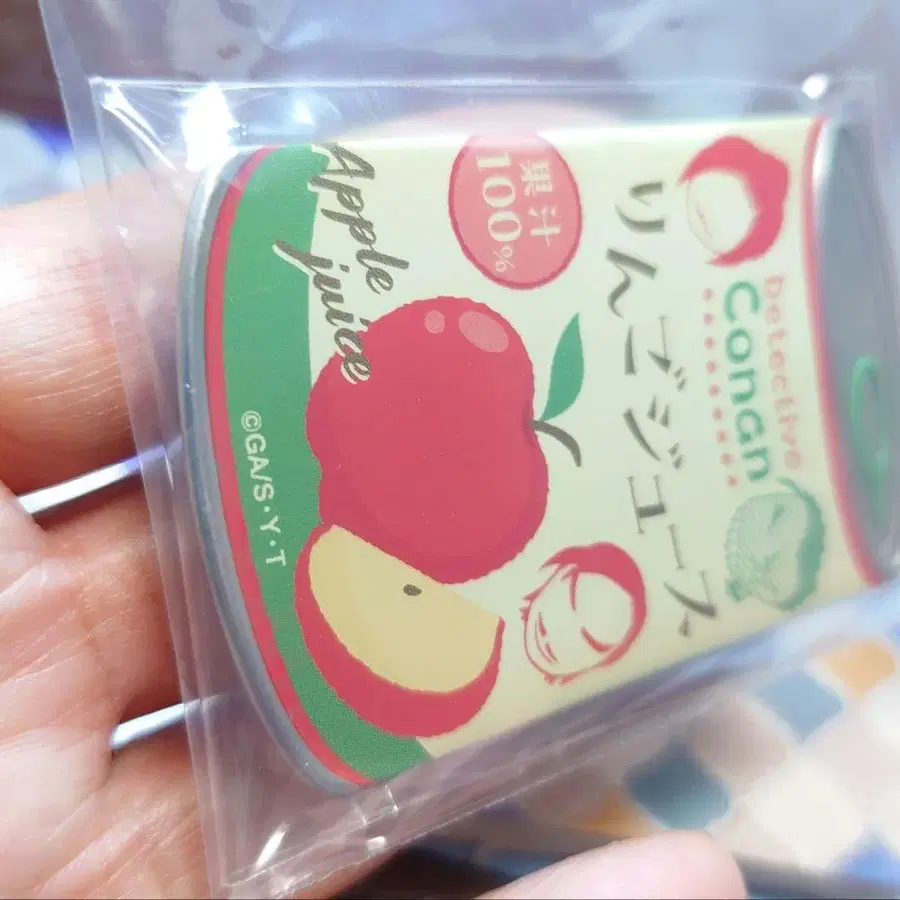 Detective
Conan
りんごジュース
果汁
100%
Apple
juice
©GA/S・Y・T